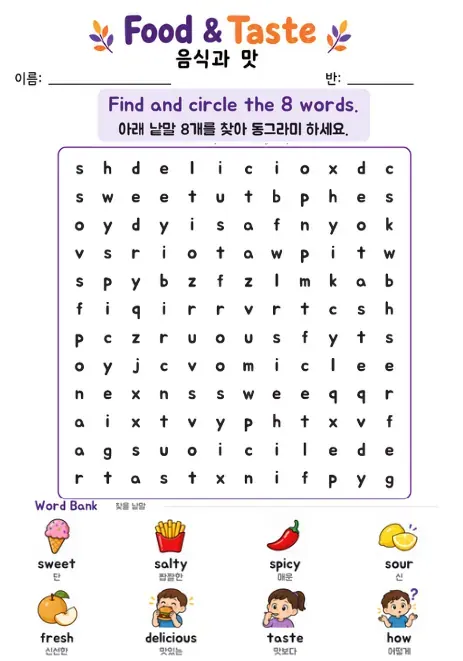 Food & Taste
음식과 맛
이름: ____________ 반: ____________
Find and circle the 8 words.
아래 낱말 8개를 찾아 동그라미 하세요.
s h d e l i c i o x d c
s w e e t u t b p h e s
o y d y i s a f n y o k
v s r i o t a w p i t w
s p y b z f z l m k a b
f i q i r r v r t c s h
p c z r u o u s f y t s
o y j c v o m i c l e e
n e x n s s w e e q q r
a i x t v y p h t x v f
a g s u o i c i l e d e
r t a s t x n i f p y g
Word Bank 찾을 낱말
sweet salty spicy sour
단 짭짤한 매운 신
fresh delicious taste how
신선한 맛있는 맛보다 어떻게